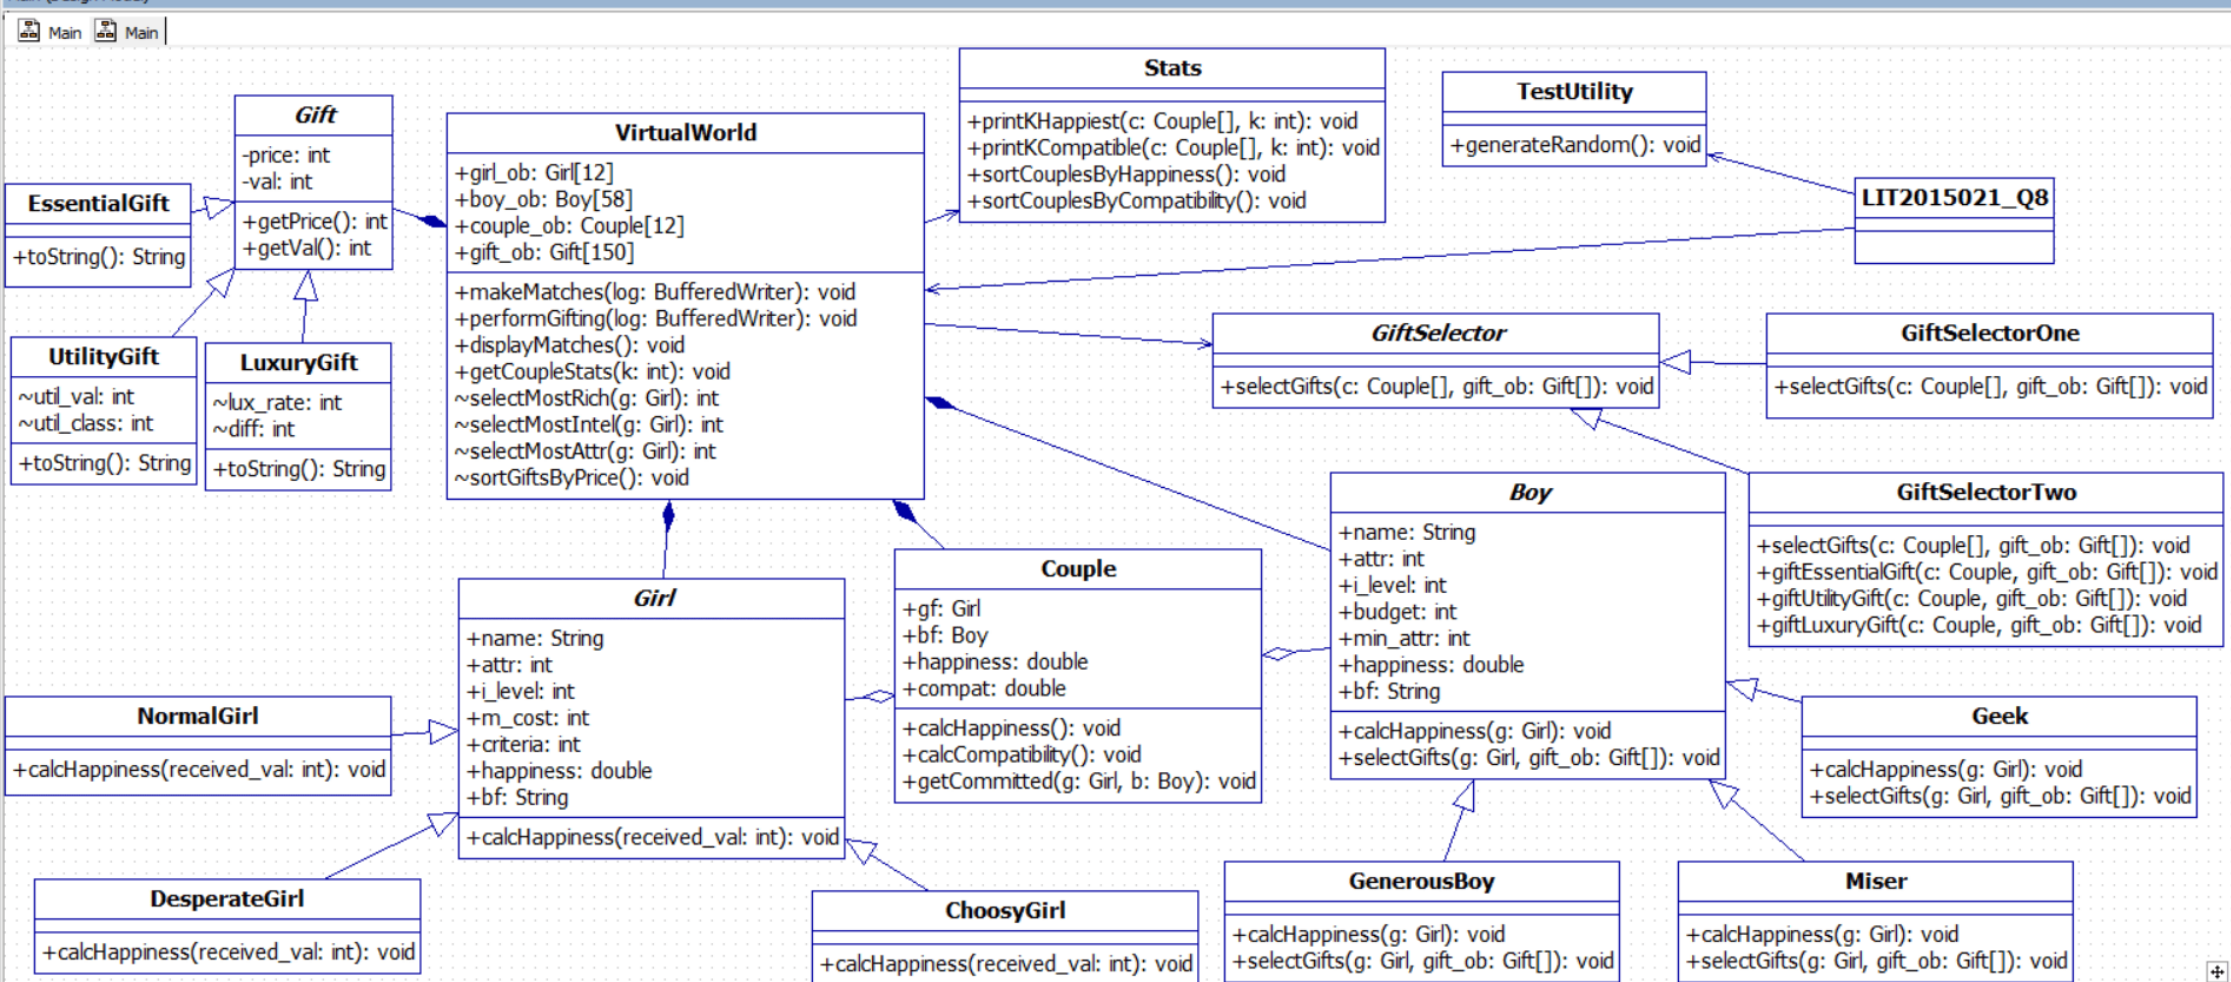 Main
Main
Gift
-price: int
-val: int
+getPrice(): int
+getVal(): int
EssentialGift
+toString(): String
UtilityGift
~util_val: int
~util_class: int
+toString(): String
LuxuryGift
~lux_rate: int
~diff: int
+toString(): String
VirtualWorld
+girl_ob: Girl[12]
+boy_ob: Boy[58]
+couple_ob: Couple[12]
+gift_ob: Gift[150]
+makeMatches(log: BufferedWriter): void
+performGifting(log: BufferedWriter): void
+displayMatches(): void
+getCoupleStats(k: int): void
~selectMostRich(g: Girl): int
~selectMostIntel(g: Girl): int
~selectMostAttr(g: Girl): int
~sortGiftsByPrice(): void
Stats
+printKHappiest(c: Couple[], k: int): void
+printKCompatible(c: Couple[], k: int): void
+sortCouplesByHappiness(): void
+sortCouplesByCompatibility(): void
TestUtility
+generateRandom(): void
LIT2015021_Q8
GiftSelector
+selectGifts(c: Couple[], gift_ob: Gift[]): void
GiftSelectorOne
+selectGifts(c: Couple[], gift_ob: Gift[]): void
GiftSelectorTwo
+selectGifts(c: Couple[], gift_ob: Gift[]): void
+giftEssentialGift(c: Couple, gift_ob: Gift[]): void
+giftUtilityGift(c: Couple, gift_ob: Gift[]): void
+giftLuxuryGift(c: Couple, gift_ob: Gift[]): void
Boy
+name: String
+attr: int
+i_level: int
+budget: int
+min_attr: int
+happiness: double
+bf: String
+calcHappiness(g: Girl): void
+selectGifts(g: Girl, gift_ob: Gift[]): void
Couple
+gf: Girl
+bf: Boy
+happiness: double
+compat: double
+calcHappiness(): void
+calcCompatibility(): void
+getCommitted(g: Girl, b: Boy): void
Girl
+name: String
+attr: int
+i_level: int
+m_cost: int
+criteria: int
+happiness: double
+bf: String
+calcHappiness(received_val: int): void
NormalGirl
+calcHappiness(received_val: int): void
DesperateGirl
+calcHappiness(received_val: int): void
ChoosyGirl
+calcHappiness(received_val: int): void
Geek
+calcHappiness(g: Girl): void
+selectGifts(g: Girl, gift_ob: Gift[]): void
GenerousBoy
+calcHappiness(g: Girl): void
+selectGifts(g: Girl, gift_ob: Gift[]): void
Miser
+calcHappiness(g: Girl): void
+selectGifts(g: Girl, gift_ob: Gift[]): void